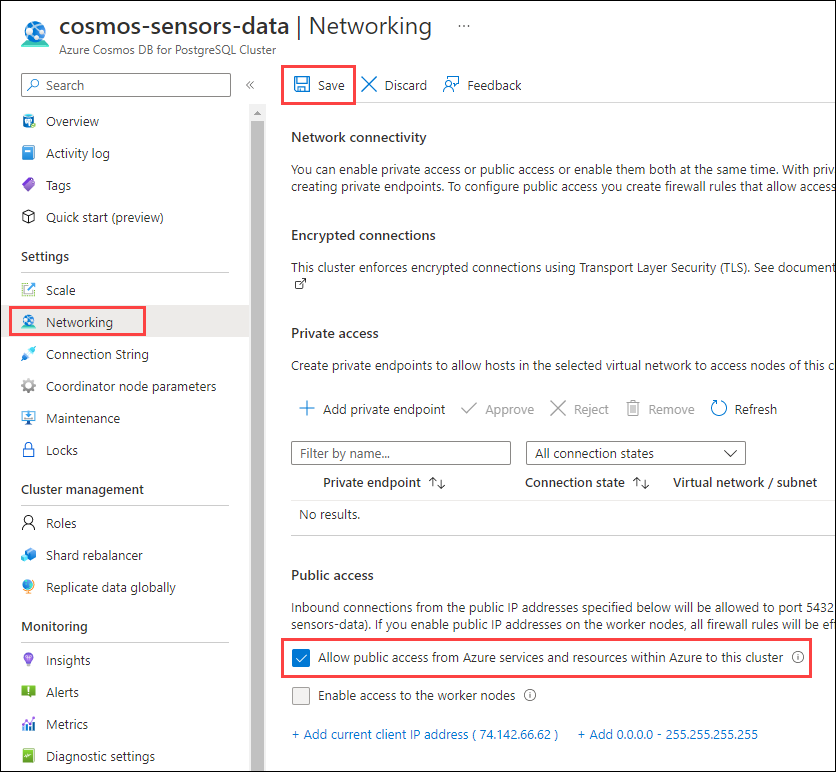 cosmos-sensors-data | Networking ...
Azure Cosmos DB for PostgreSQL Cluster
Search
«
Overview
Activity log
Tags
Quick start (preview)
Settings
Scale
Networking
Connection String
Coordinator node parameters
Maintenance
Locks
Cluster management
Roles
Shard rebalancer
Replicate data globally
Monitoring
Insights
Alerts
Metrics
Diagnostic settings
Save Discard Feedback
Network connectivity
You can enable private access or public access or enable them both at the same time. With priv
creating private endpoints. To configure public access you create firewall rules that allow access
Encrypted connections
This cluster enforces encrypted connections using Transport Layer Security (TLS). See document
Private access
Create private endpoints to allow hosts in the selected virtual network to access nodes of this c
Add private endpoint Approve Reject Remove Refresh
Filter by name... All connection states
Private endpoint ↑↓ Connection state ↑↓ Virtual network / subnet
No results.
Public access
Inbound connections from the public IP addresses specified below will be allowed to port 5432
sensors-data). If you enable public IP addresses on the worker nodes, all firewall rules will be ef
Allow public access from Azure services and resources within Azure to this cluster
Enable access to the worker nodes
+ Add current client IP address ( 74.142.66.62 ) + Add 0.0.0.0 - 255.255.255.255